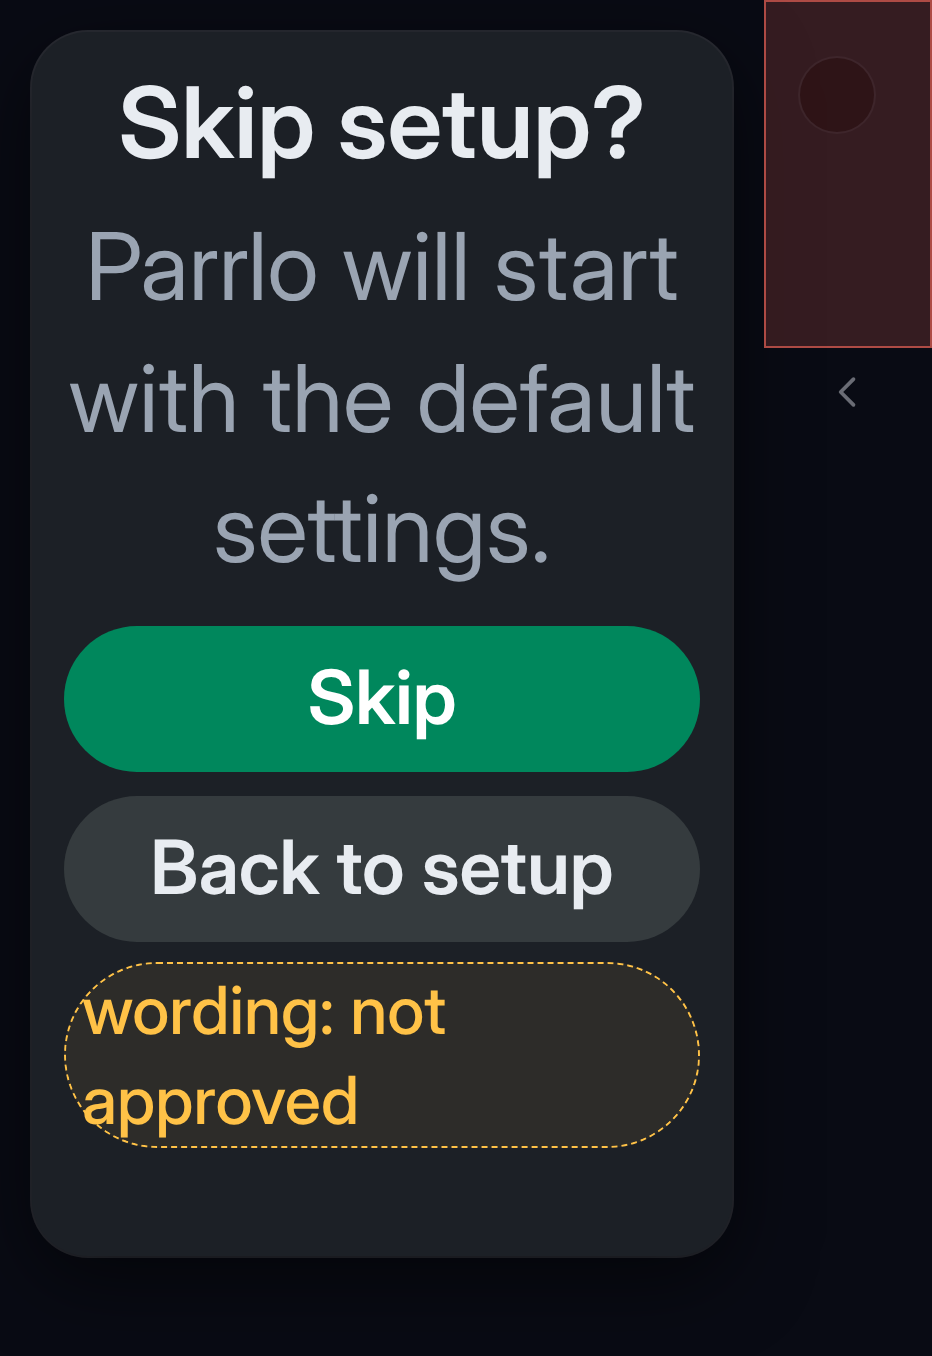 Skip setup?
Parrlo will start
with the default
settings.
Skip
Back to setup
wording: not
approved